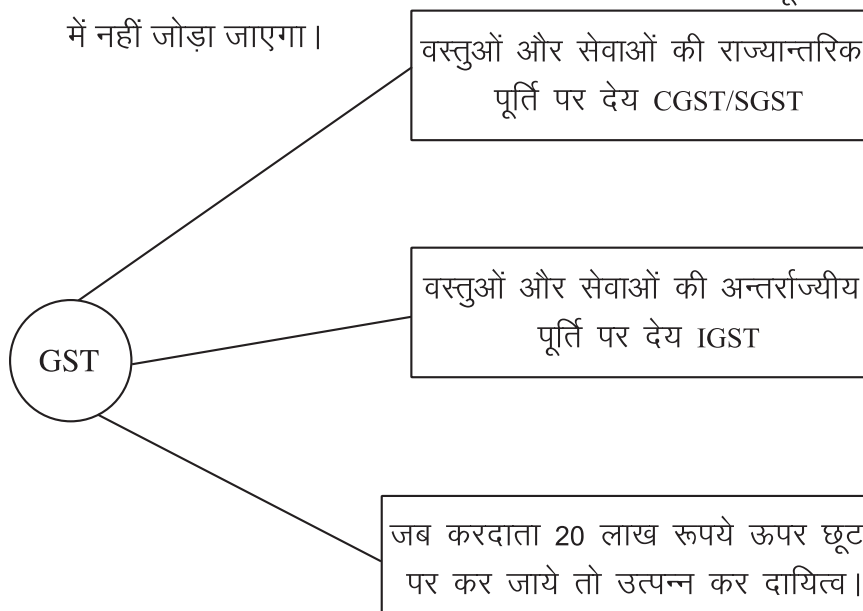 में नहीं जोड़ा जाएगा।
वस्तुओं और सेवाओं की राज्यान्तरिक
पूर्ति पर देय CGST/SGST
वस्तुओं और सेवाओं की अन्तर्राज्यीय
पूर्ति पर देय IGST
GST
जब करदाता 20 लाख रूपये ऊपर छूट
पर कर जाये तो उत्पन्न कर दायित्व।